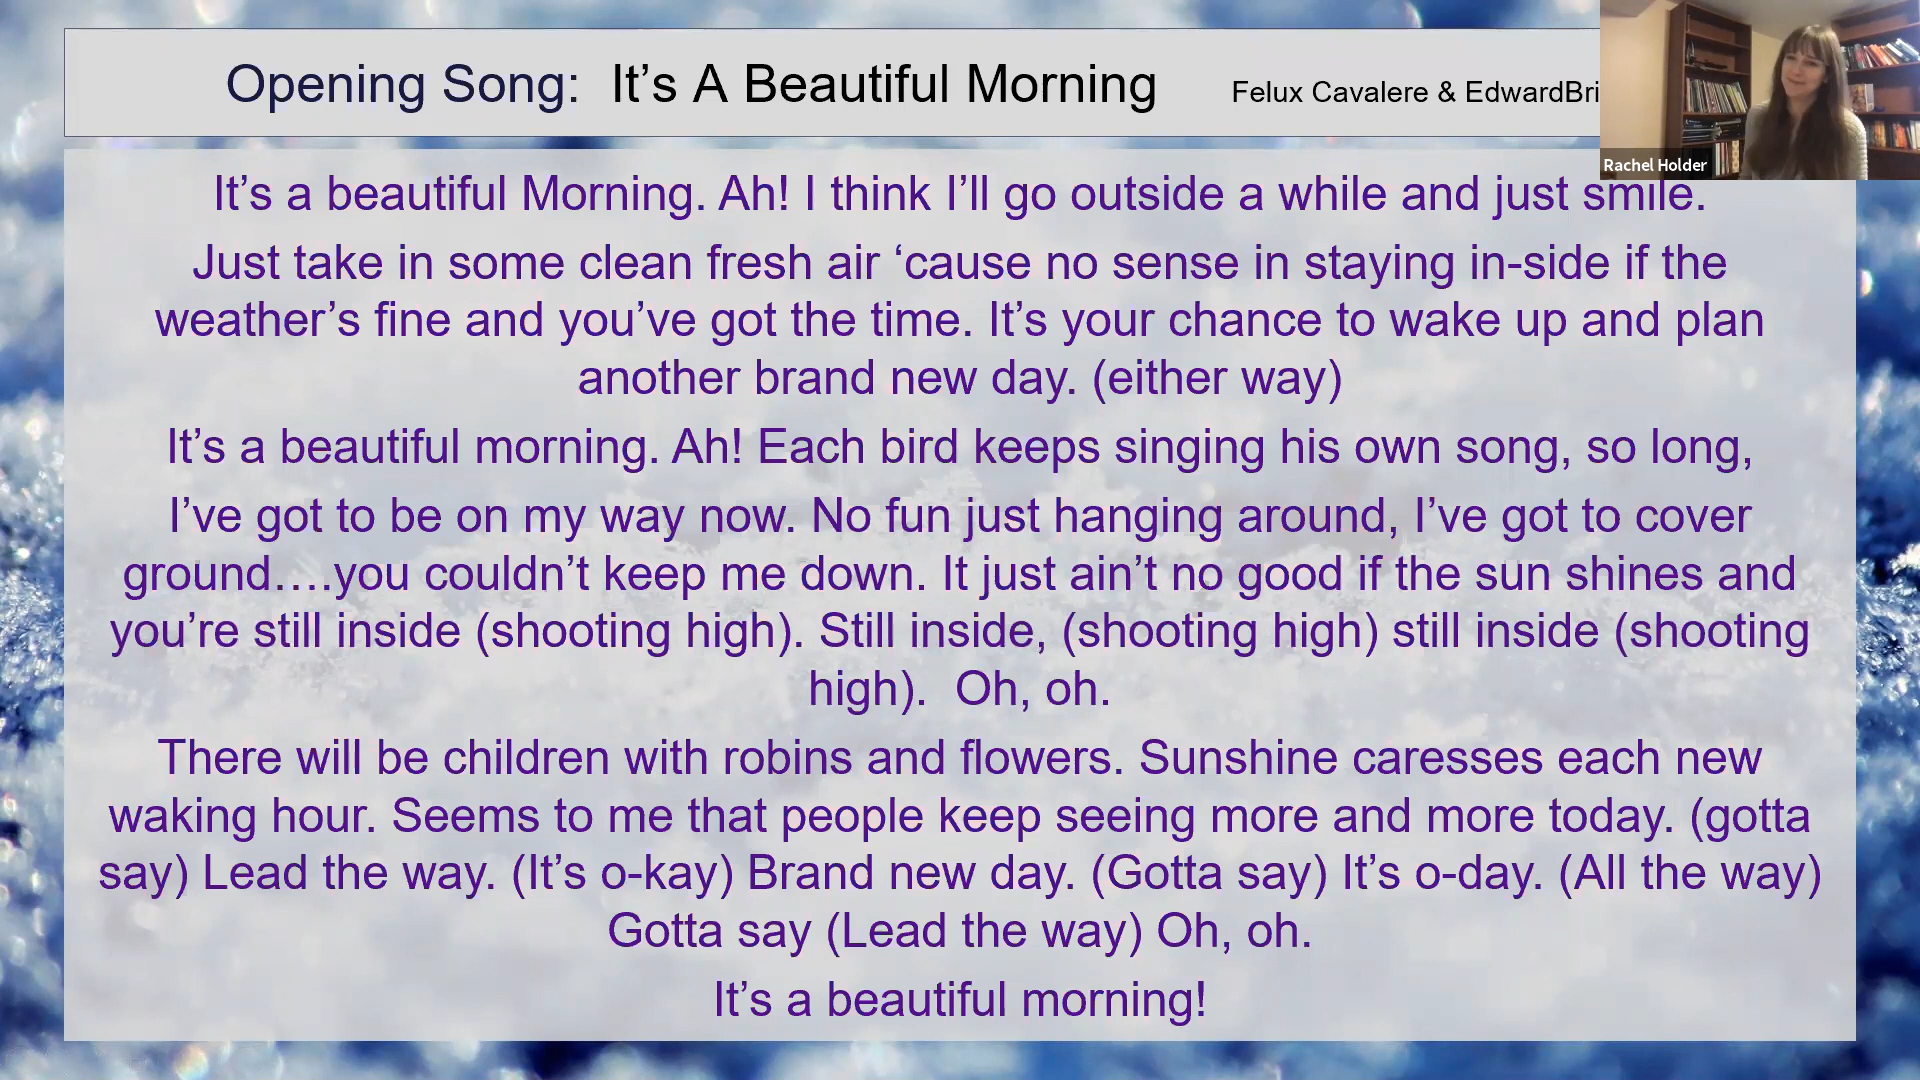 Opening Song: It’s A Beautiful Morning Felux Cavalere & EdwardBri
Rachel Holder
It’s a beautiful Morning. Ah! I think I’ll go outside a while and just smile.
Just take in some clean fresh air ‘cause no sense in staying in-side if the
weather’s fine and you’ve got the time. It’s your chance to wake up and plan
another brand new day. (either way)
It’s a beautiful morning. Ah! Each bird keeps singing his own song, so long,
I’ve got to be on my way now. No fun just hanging around, I’ve got to cover
ground….you couldn’t keep me down. It just ain’t no good if the sun shines and
you’re still inside (shooting high). Still inside, (shooting high) still inside (shooting
high). Oh, oh.
There will be children with robins and flowers. Sunshine caresses each new
waking hour. Seems to me that people keep seeing more and more today. (gotta
say) Lead the way. (It’s o-kay) Brand new day. (Gotta say) It’s o-day. (All the way)
Gotta say (Lead the way) Oh, oh.
It’s a beautiful morning!